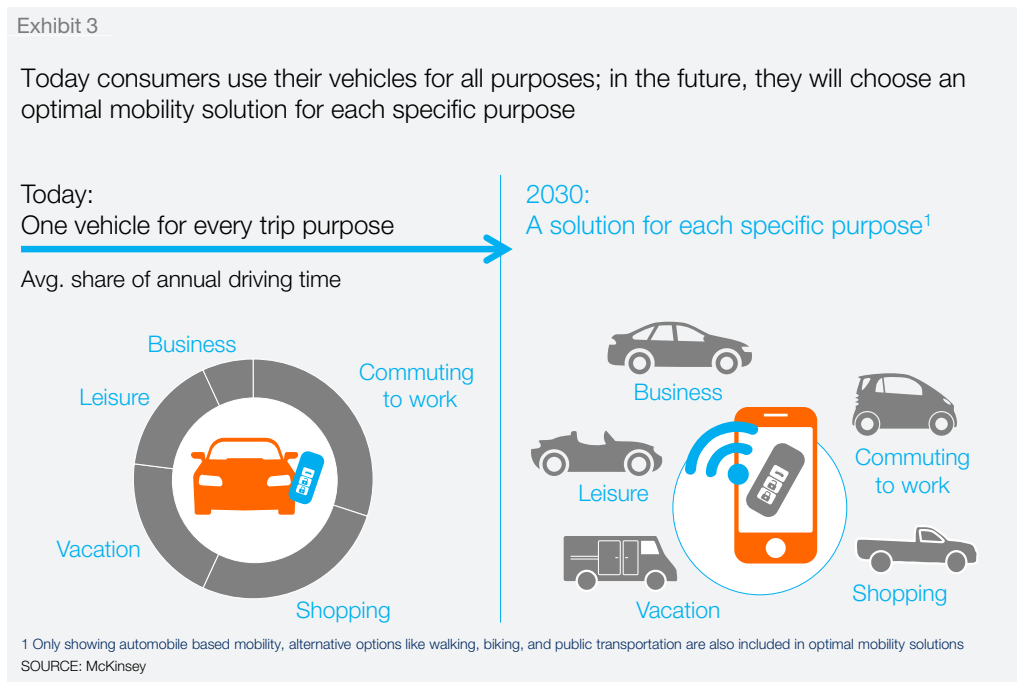 Exhibit 3
Today consumers use their vehicles for all purposes; in the future, they will choose an
optimal mobility solution for each specific purpose
Today:
One vehicle for every trip purpose
Avg. share of annual driving time
Business
Commuting
to work
Leisure
Vacation
Shopping
2030:
A solution for each specific purpose1
Business
Commuting
to work
Leisure
Shopping
Vacation
1 Only showing automobile based mobility, alternative options like walking, biking, and public transportation are also included in optimal mobility solutions
SOURCE: McKinsey